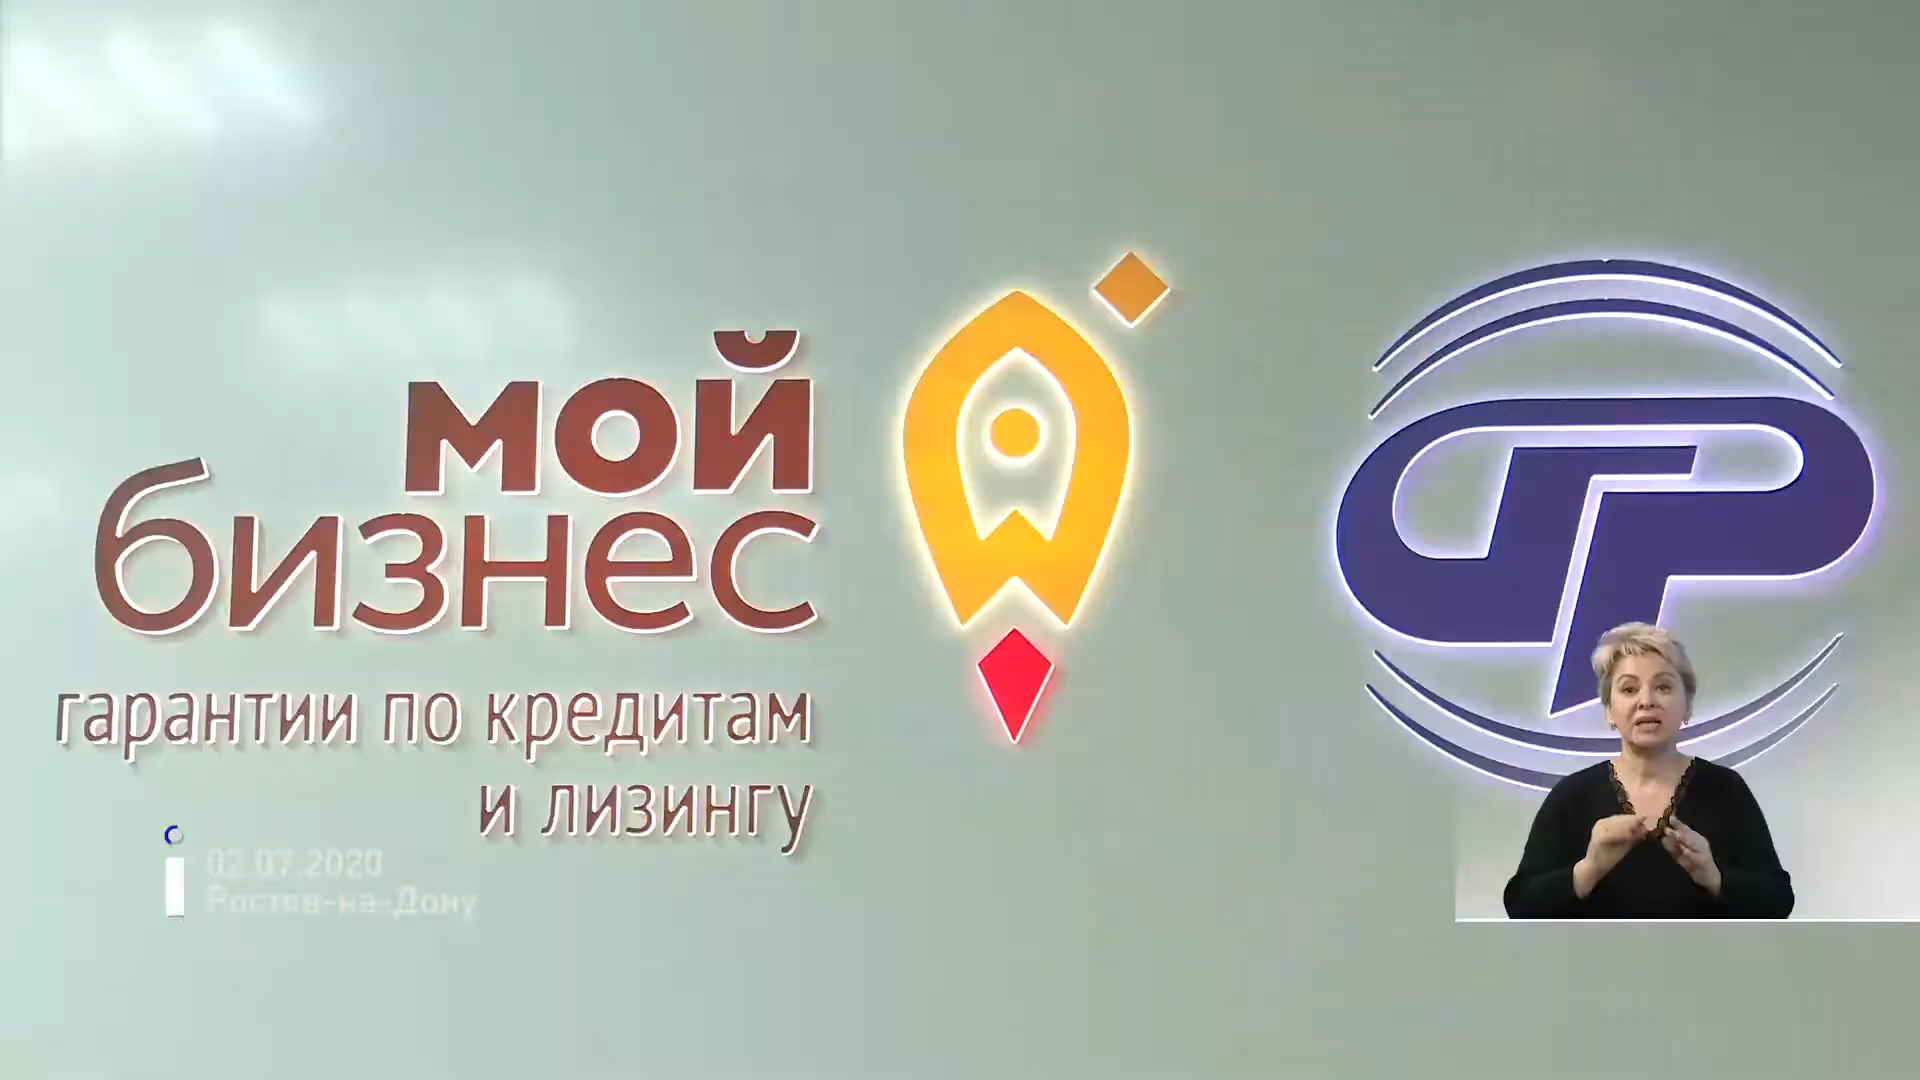 мой
бизнес
гарантии по кредитам
и лизингу
02.07.2020
Ростов-на-Дону